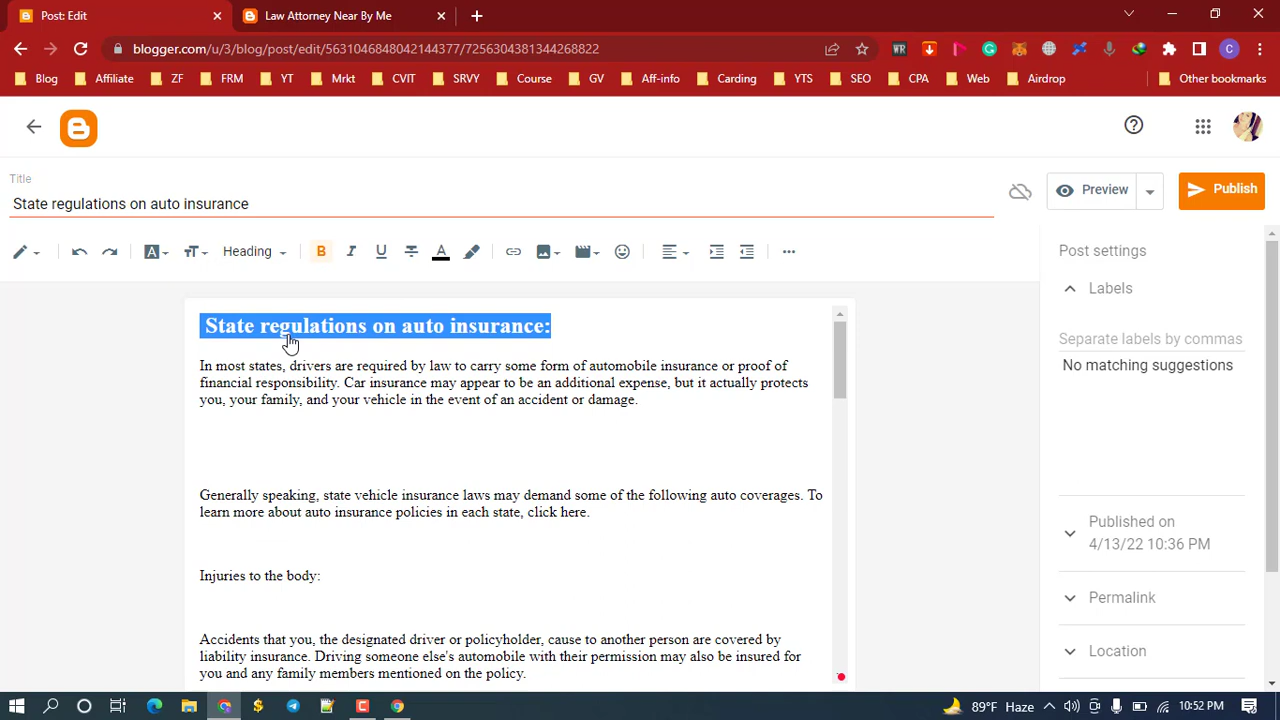 Post: Edit
Law Attorney Near By Me
blogger.com/u/3/blog/post/edit/5631046848042144377/7256304381344268822
WR
C
Blog
Affiliate
ZF
FRM
YT
Mrkt
CVIT
SRVY
Course
GV
Aff-info
Carding
YTS
SEO
CPA
Web
Airdrop
Other bookmarks
Title
State regulations on auto insurance
Preview
Publish
Heading
B
I
U
A
Post settings
Labels
Separate labels by commas
No matching suggestions
Published on
4/13/22 10:36 PM
Permalink
Location
State regulations on auto insurance:
In most states, drivers are required by law to carry some form of automobile insurance or proof of
financial responsibility. Car insurance may appear to be an additional expense, but it actually protects
you, your family, and your vehicle in the event of an accident or damage.
Generally speaking, state vehicle insurance laws may demand some of the following auto coverages. To
learn more about auto insurance policies in each state, click here.
Injuries to the body:
Accidents that you, the designated driver or policyholder, cause to another person are covered by
liability insurance. Driving someone else's automobile with their permission may also be insured for
you and any family members mentioned on the policy.
89°F Haze
10:52 PM